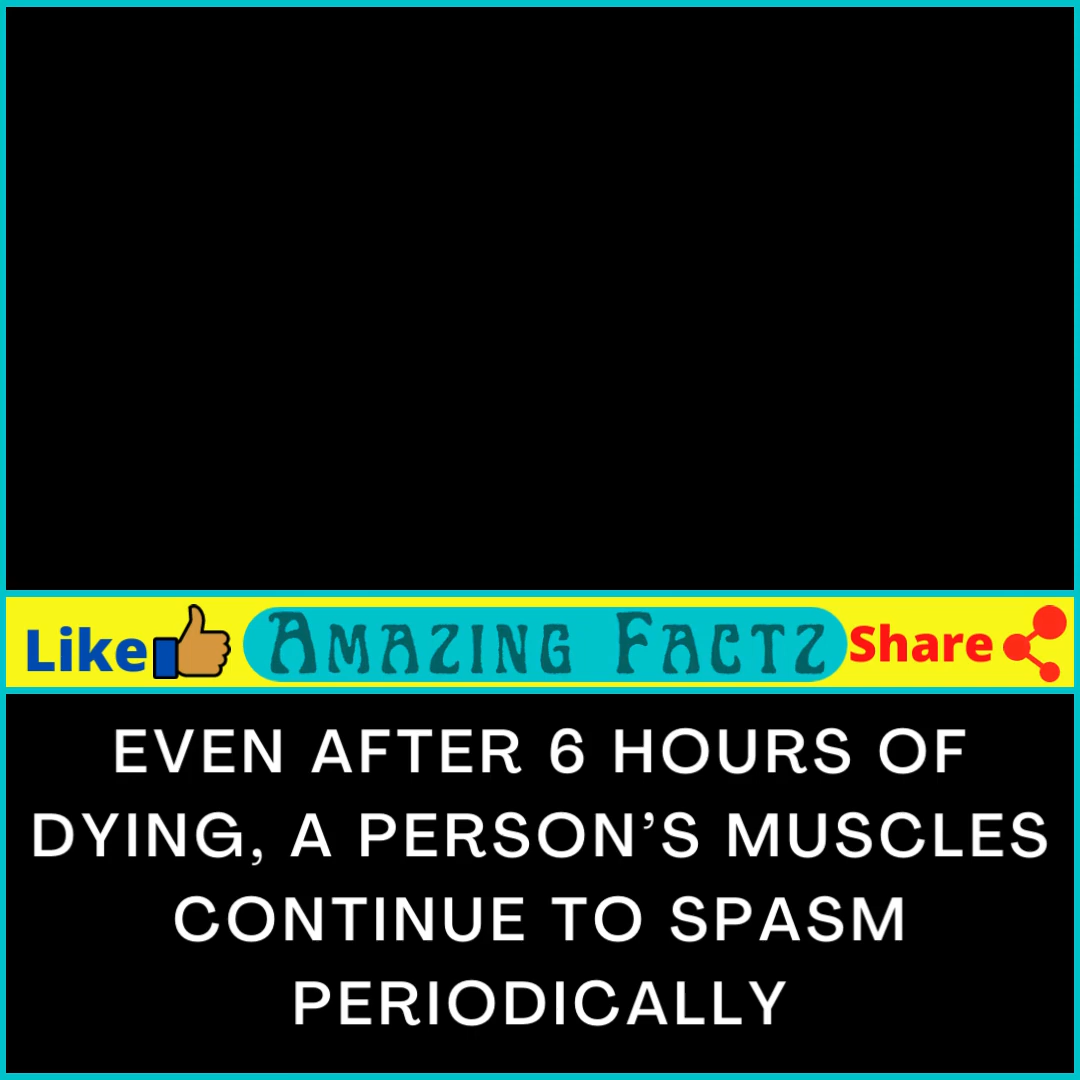 Like AMAZING FACTZ Share
EVEN AFTER 6 HOURS OF
DYING, A PERSON’S MUSCLES
CONTINUE TO SPASM
PERIODICALLY